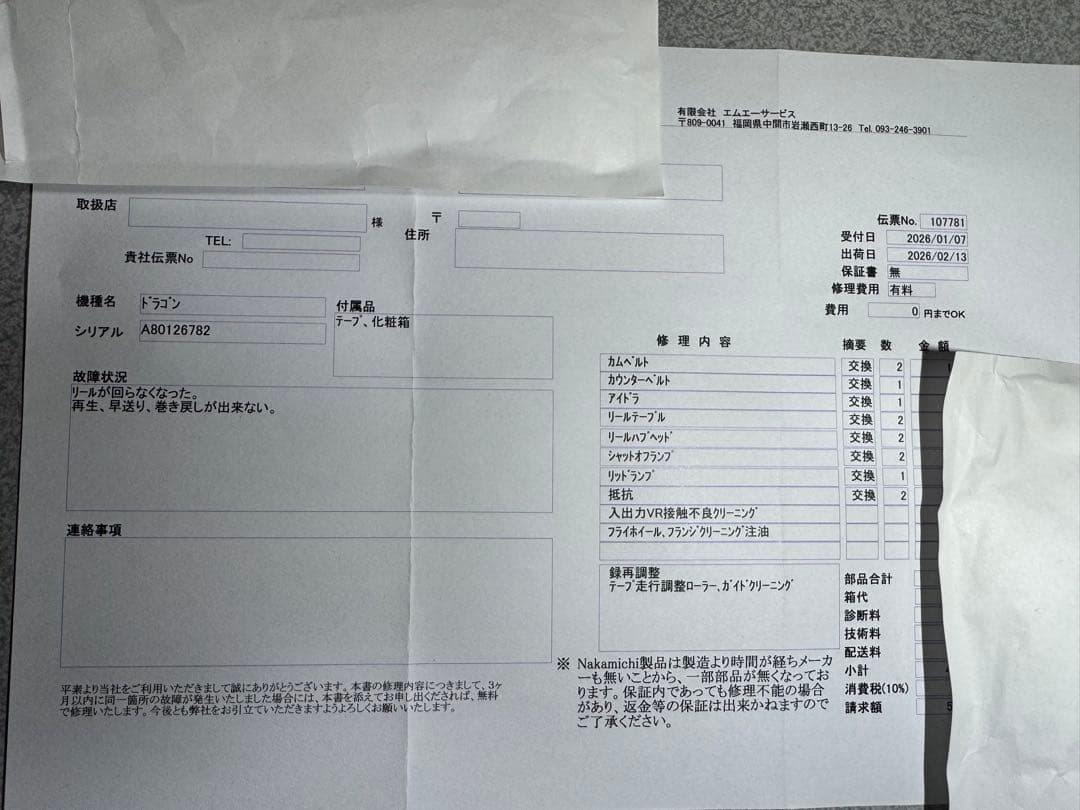 有限会社 エムエーサービス
〒809-0041 福岡県中間市岩瀬西町13-26 Tel. 093-246-3901
取扱店
様
TEL:
貴社伝票No
〒
住所
伝票No. 107781
受付日 2026/01/07
出荷日 2026/02/13
保証書 無
修理費用 有料
費用 0 円までOK
機種名 ﾄﾞﾗｺﾞﾝ
シリアル A80126782
付属品
ﾃｰﾌﾟ、化粧箱
故障状況
ﾘｰﾙが回らなくなった。
再生、早送り、巻き戻しが出来ない。
連絡事項
平素より当社をご利用いただきまして誠にありがとうございます。本書の修理内容につきまして、3ヶ
月以内に同一箇所の故障が発生いたしました場合には、本書を添えてお申し出くだされば、無料
で修理いたします。今後とも弊社をお引立ていただきますようよろしくお願いいたします。
修理内容 摘要 数 金額
ｶﾑﾍﾞﾙﾄ 交換 2
ｶｳﾝﾀｰﾍﾞﾙﾄ 交換 1
ｱｲﾄﾞﾗ 交換 1
ﾘｰﾙﾃｰﾌﾞﾙ 交換 2
ﾘｰﾙﾊﾌﾞﾍｯﾄﾞ 交換 2
ｼｬｯﾄｵﾌﾗﾝﾌﾟ 交換 2
ﾘｯﾄﾞﾗﾝﾌﾟ 交換 1
抵抗 交換 2
入出力VR接触不良ｸﾘｰﾆﾝｸﾞ
ﾌﾗｲﾎｲｰﾙ、ﾌﾗﾝｼﾞｸﾘｰﾆﾝｸﾞ注油
録再調整
ﾃｰﾌﾟ走行調整ﾛｰﾗｰ、ｶﾞｲﾄﾞｸﾘｰﾆﾝｸﾞ
部品合計
箱代
診断料
技術料
配送料
小計
消費税(10%)
請求額 5
※ Nakamichi製品は製造より時間が経ちメーカ
ーも無いことから、一部部品が無くなってお
ります。保証内であっても修理不能の場合
があり、返金等の保証は出来かねますので
ご了承ください。